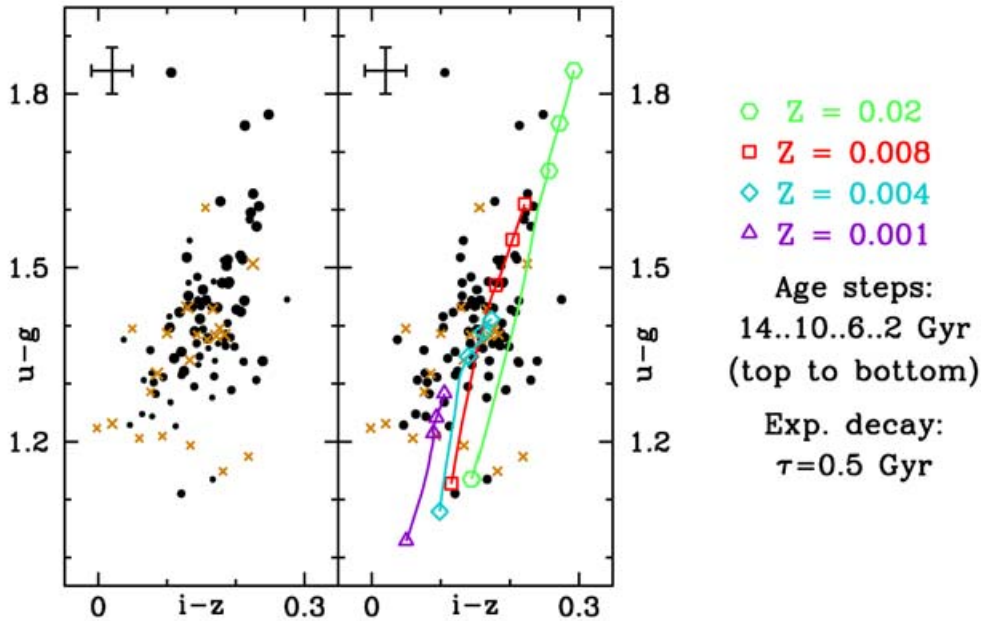 u-g
1.8
1.5
1.2
0
i-z
0.3
0
i-z
0.3
1.8
1.5
1.2
u-g
Z = 0.02
Z = 0.008
Z = 0.004
Z = 0.001
Age steps:
14..10..6..2 Gyr
(top to bottom)
Exp. decay:
τ=0.5 Gyr